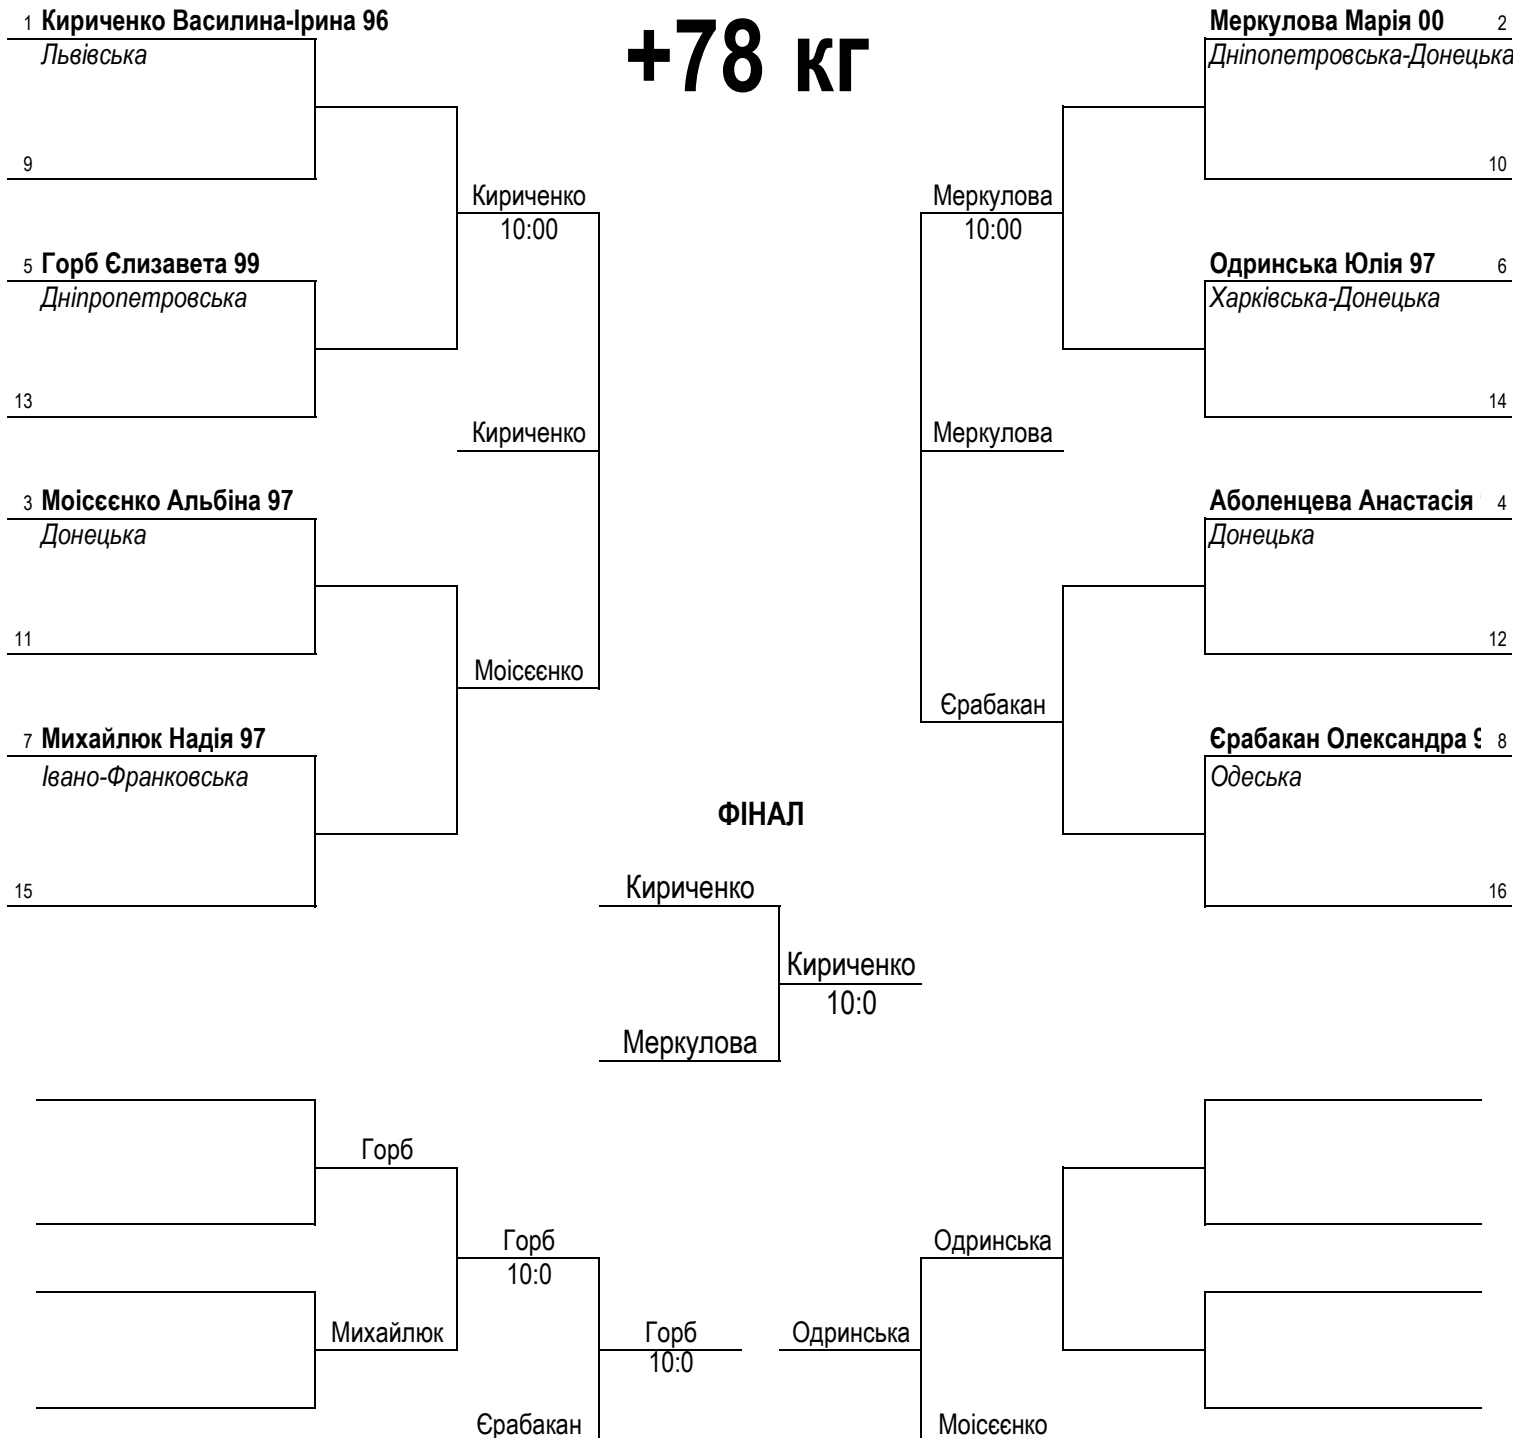 +78 кг
1 Кириченко Василина-Ірина 96
Львівська
9
Кириченко
10:00
5 Горб Єлизавета 99
Дніпропетровська
13
Кириченко
3 Моісєєнко Альбіна 97
Донецька
11
Моісєєнко
7 Михайлюк Надія 97
Івано-Франковська
15
Меркулова Марія 00 2
Дніпопетровська-Донецька
10
Меркулова
10:00
Одринська Юлія 97 6
Харківська-Донецька
14
Меркулова
Аболенцева Анастасія 4
Донецька
12
Єрабакан
Єрабакан Олександра 9 8
Одеська
16
ФІНАЛ
Кириченко
Кириченко
10:0
Меркулова
Горб
Горб
10:0
Михайлюк
Горб
10:0
Єрабакан
Одринська
Одринська
Моісєєнко